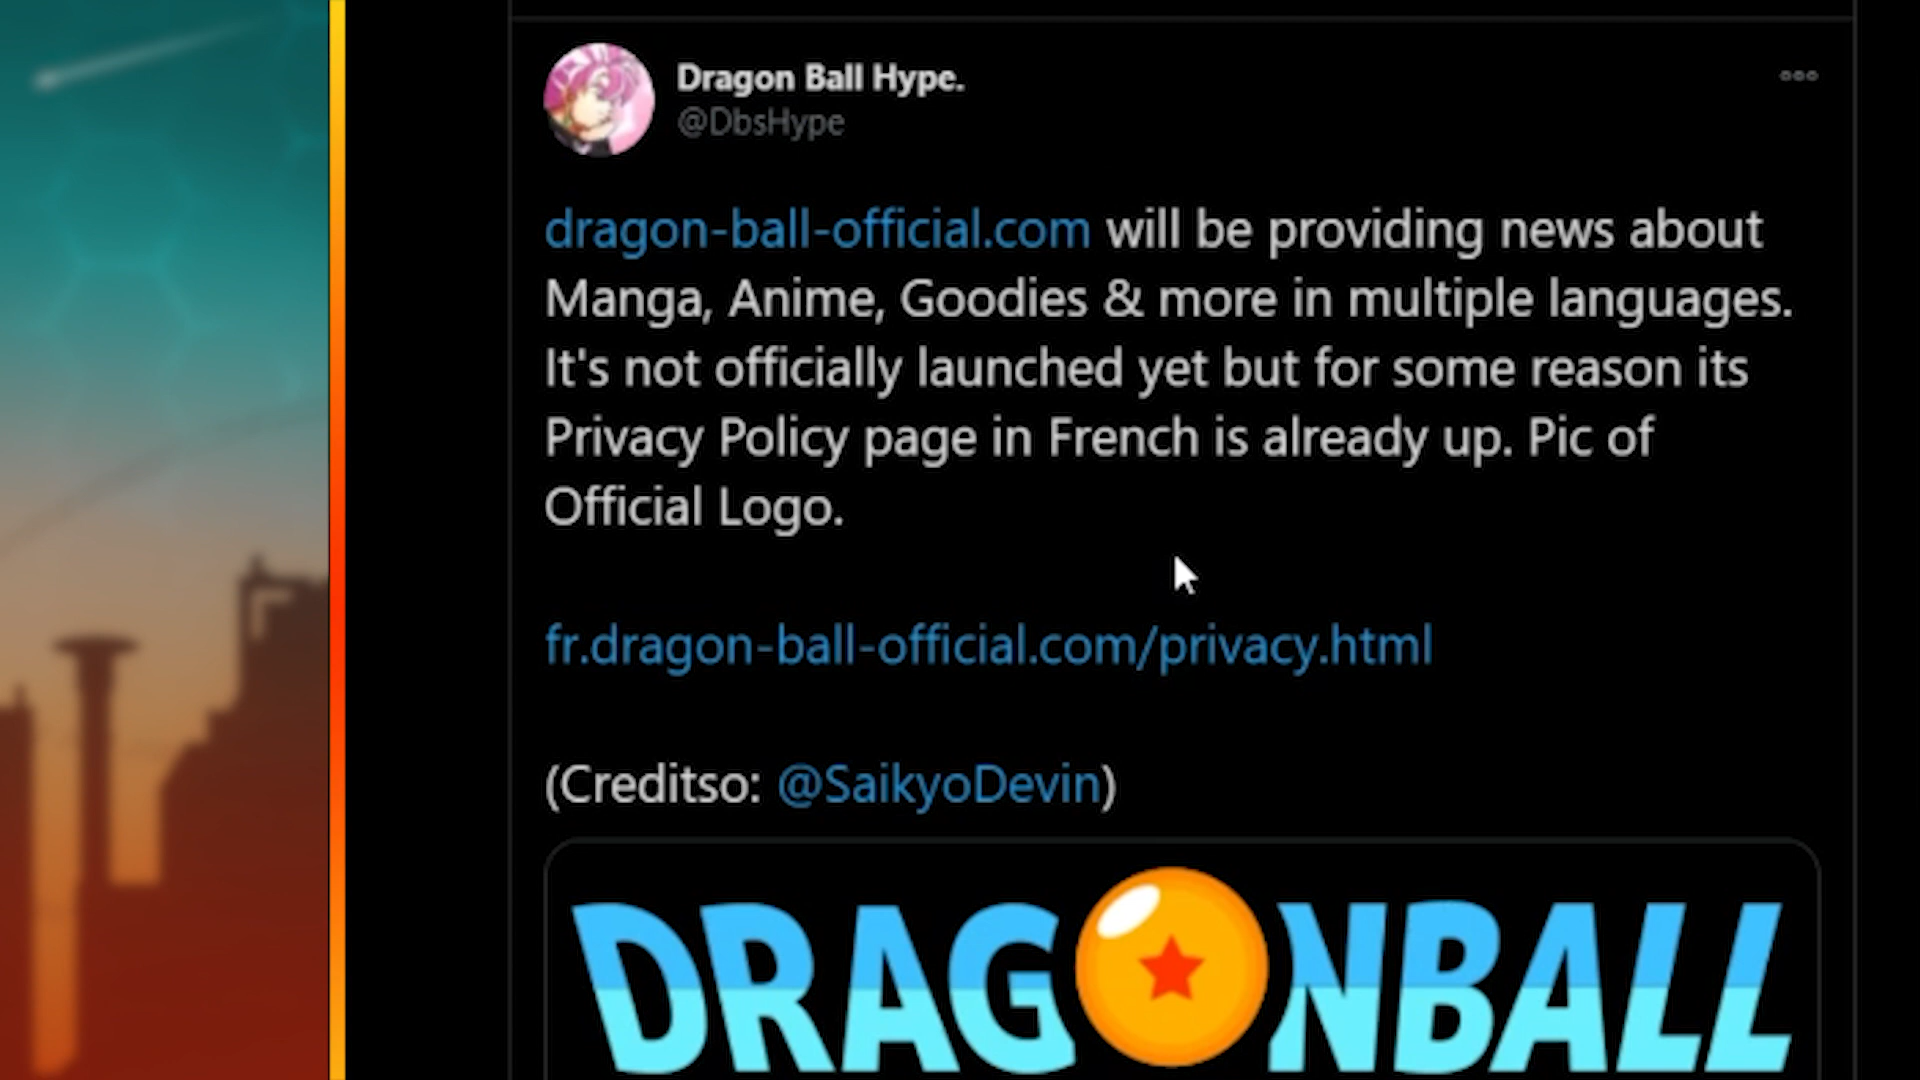 Dragon Ball Hype.
@DbsHype
dragon-ball-official.com will be providing news about
Manga, Anime, Goodies & more in multiple languages.
It's not officially launched yet but for some reason its
Privacy Policy page in French is already up. Pic of
Official Logo.
fr.dragon-ball-official.com/privacy.html
(Creditso: @SaikyoDevin)
DRAGONBALL